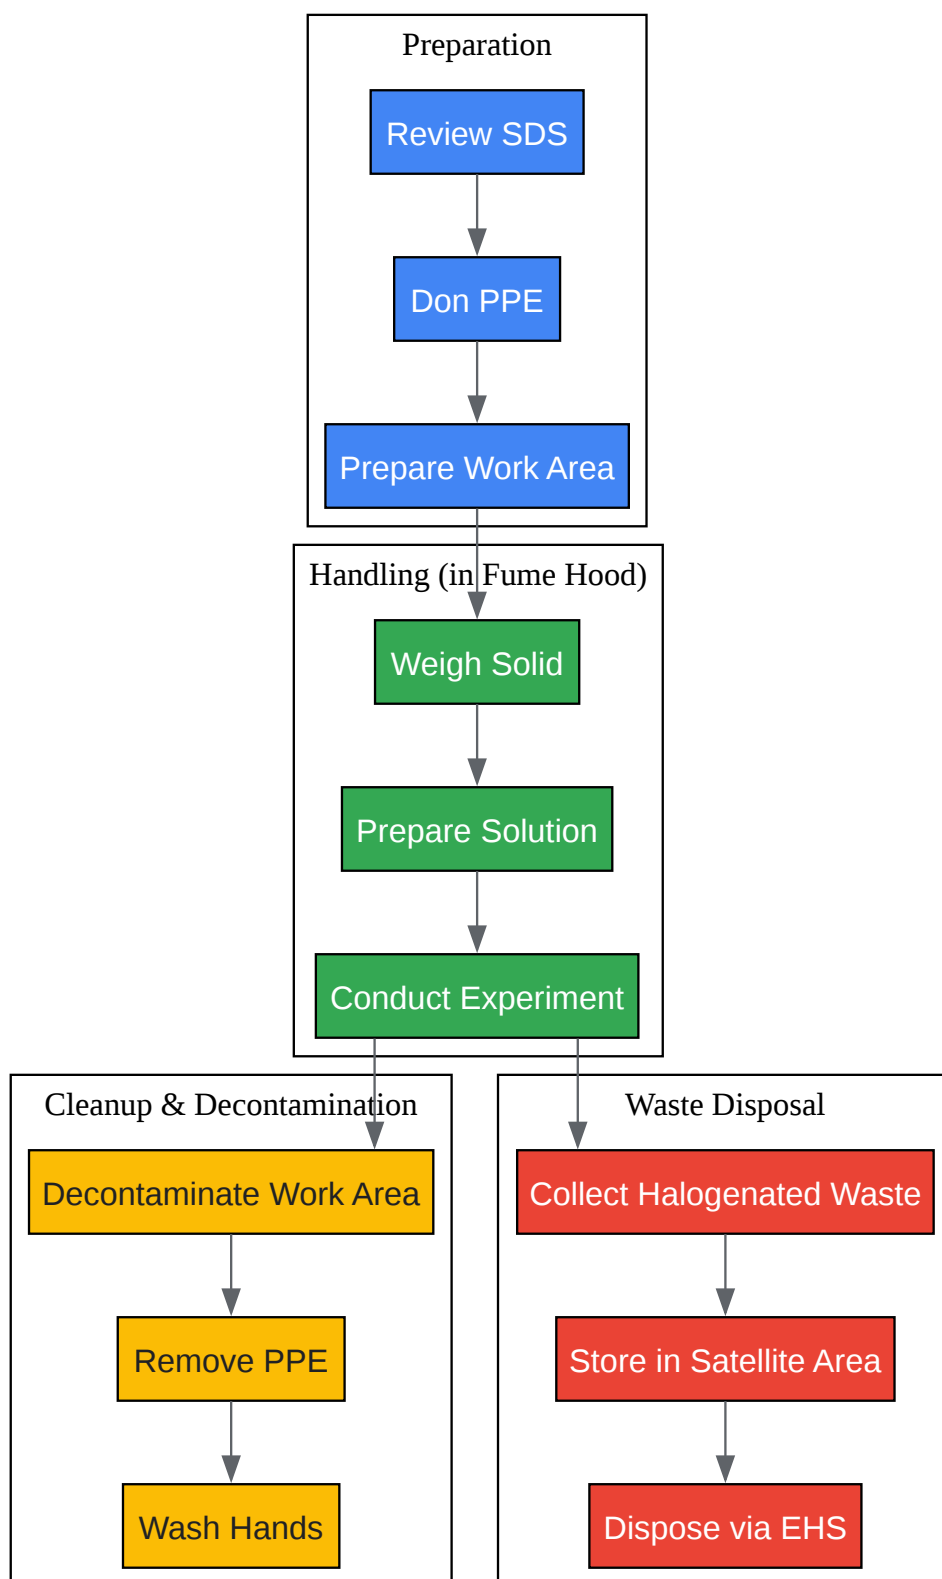 Preparation
Review SDS
Don PPE
Prepare Work Area
Handling (in Fume Hood)
Weigh Solid
Prepare Solution
Conduct Experiment
Cleanup & Decontamination
Decontaminate Work Area
Remove PPE
Wash Hands
Waste Disposal
Collect Halogenated Waste
Store in Satellite Area
Dispose via EHS